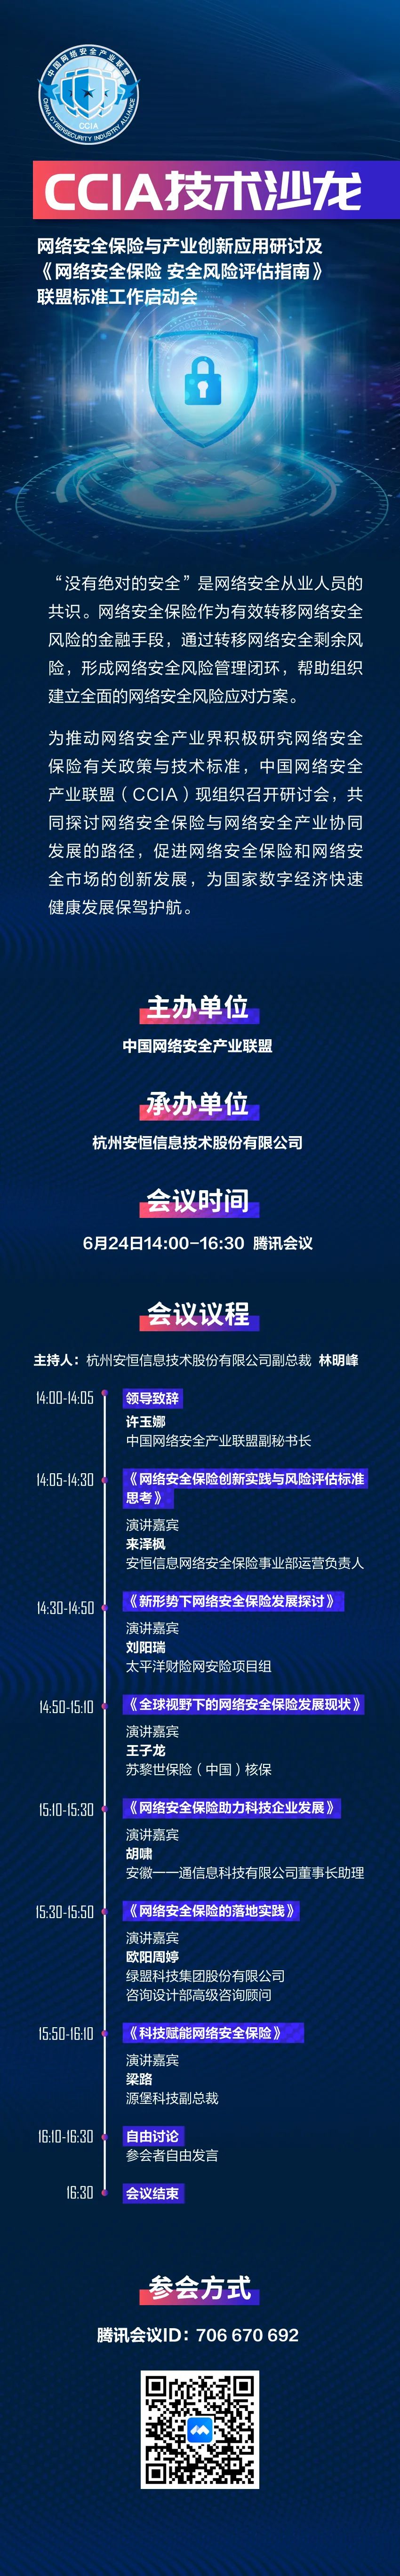 中国网络安全产业联盟
CCIA
CHINA CYBERSECURITY INDUSTRY ALLIANCE
CCIA技术沙龙
网络安全保险与产业创新应用研讨及
《网络安全保险 安全风险评估指南》
联盟标准工作启动会
“没有绝对的安全”是网络安全从业人员的
共识。网络安全保险作为有效转移网络安全
风险的金融手段，通过转移网络安全剩余风
险，形成网络安全风险管理闭环，帮助组织
建立全面的网络安全风险应对方案。
为推动网络安全产业界积极研究网络安全
保险有关政策与技术标准，中国网络安全
产业联盟（CCIA）现组织召开研讨会，共
同探讨网络安全保险与网络安全产业协同
发展的路径，促进网络安全保险和网络安
全市场的创新发展，为国家数字经济快速
健康发展保驾护航。
主办单位
中国网络安全产业联盟
承办单位
杭州安恒信息技术股份有限公司
会议时间
6月24日14:00-16:30 腾讯会议
会议议程
主持人：杭州安恒信息技术股份有限公司副总裁 林明峰
14:00-14:05 领导致辞
许玉娜
中国网络安全产业联盟副秘书长
14:05-14:30 《网络安全保险创新实践与风险评估标准
思考》
演讲嘉宾
来泽枫
安恒信息网络安全保险事业部运营负责人
14:30-14:50 《新形势下网络安全保险发展探讨》
演讲嘉宾
刘阳瑞
太平洋财险网安险项目组
14:50-15:10 《全球视野下的网络安全保险发展现状》
演讲嘉宾
王子龙
苏黎世保险（中国）核保
15:10-15:30 《网络安全保险助力科技企业发展》
演讲嘉宾
胡啸
安徽一一通信息科技有限公司董事长助理
15:30-15:50 《网络安全保险的落地实践》
演讲嘉宾
欧阳周婷
绿盟科技集团股份有限公司
咨询设计部高级咨询顾问
15:50-16:10 《科技赋能网络安全保险》
演讲嘉宾
梁路
源堡科技副总裁
16:10-16:30 自由讨论
参会者自由发言
16:30 会议结束
参会方式
腾讯会议ID：706 670 692